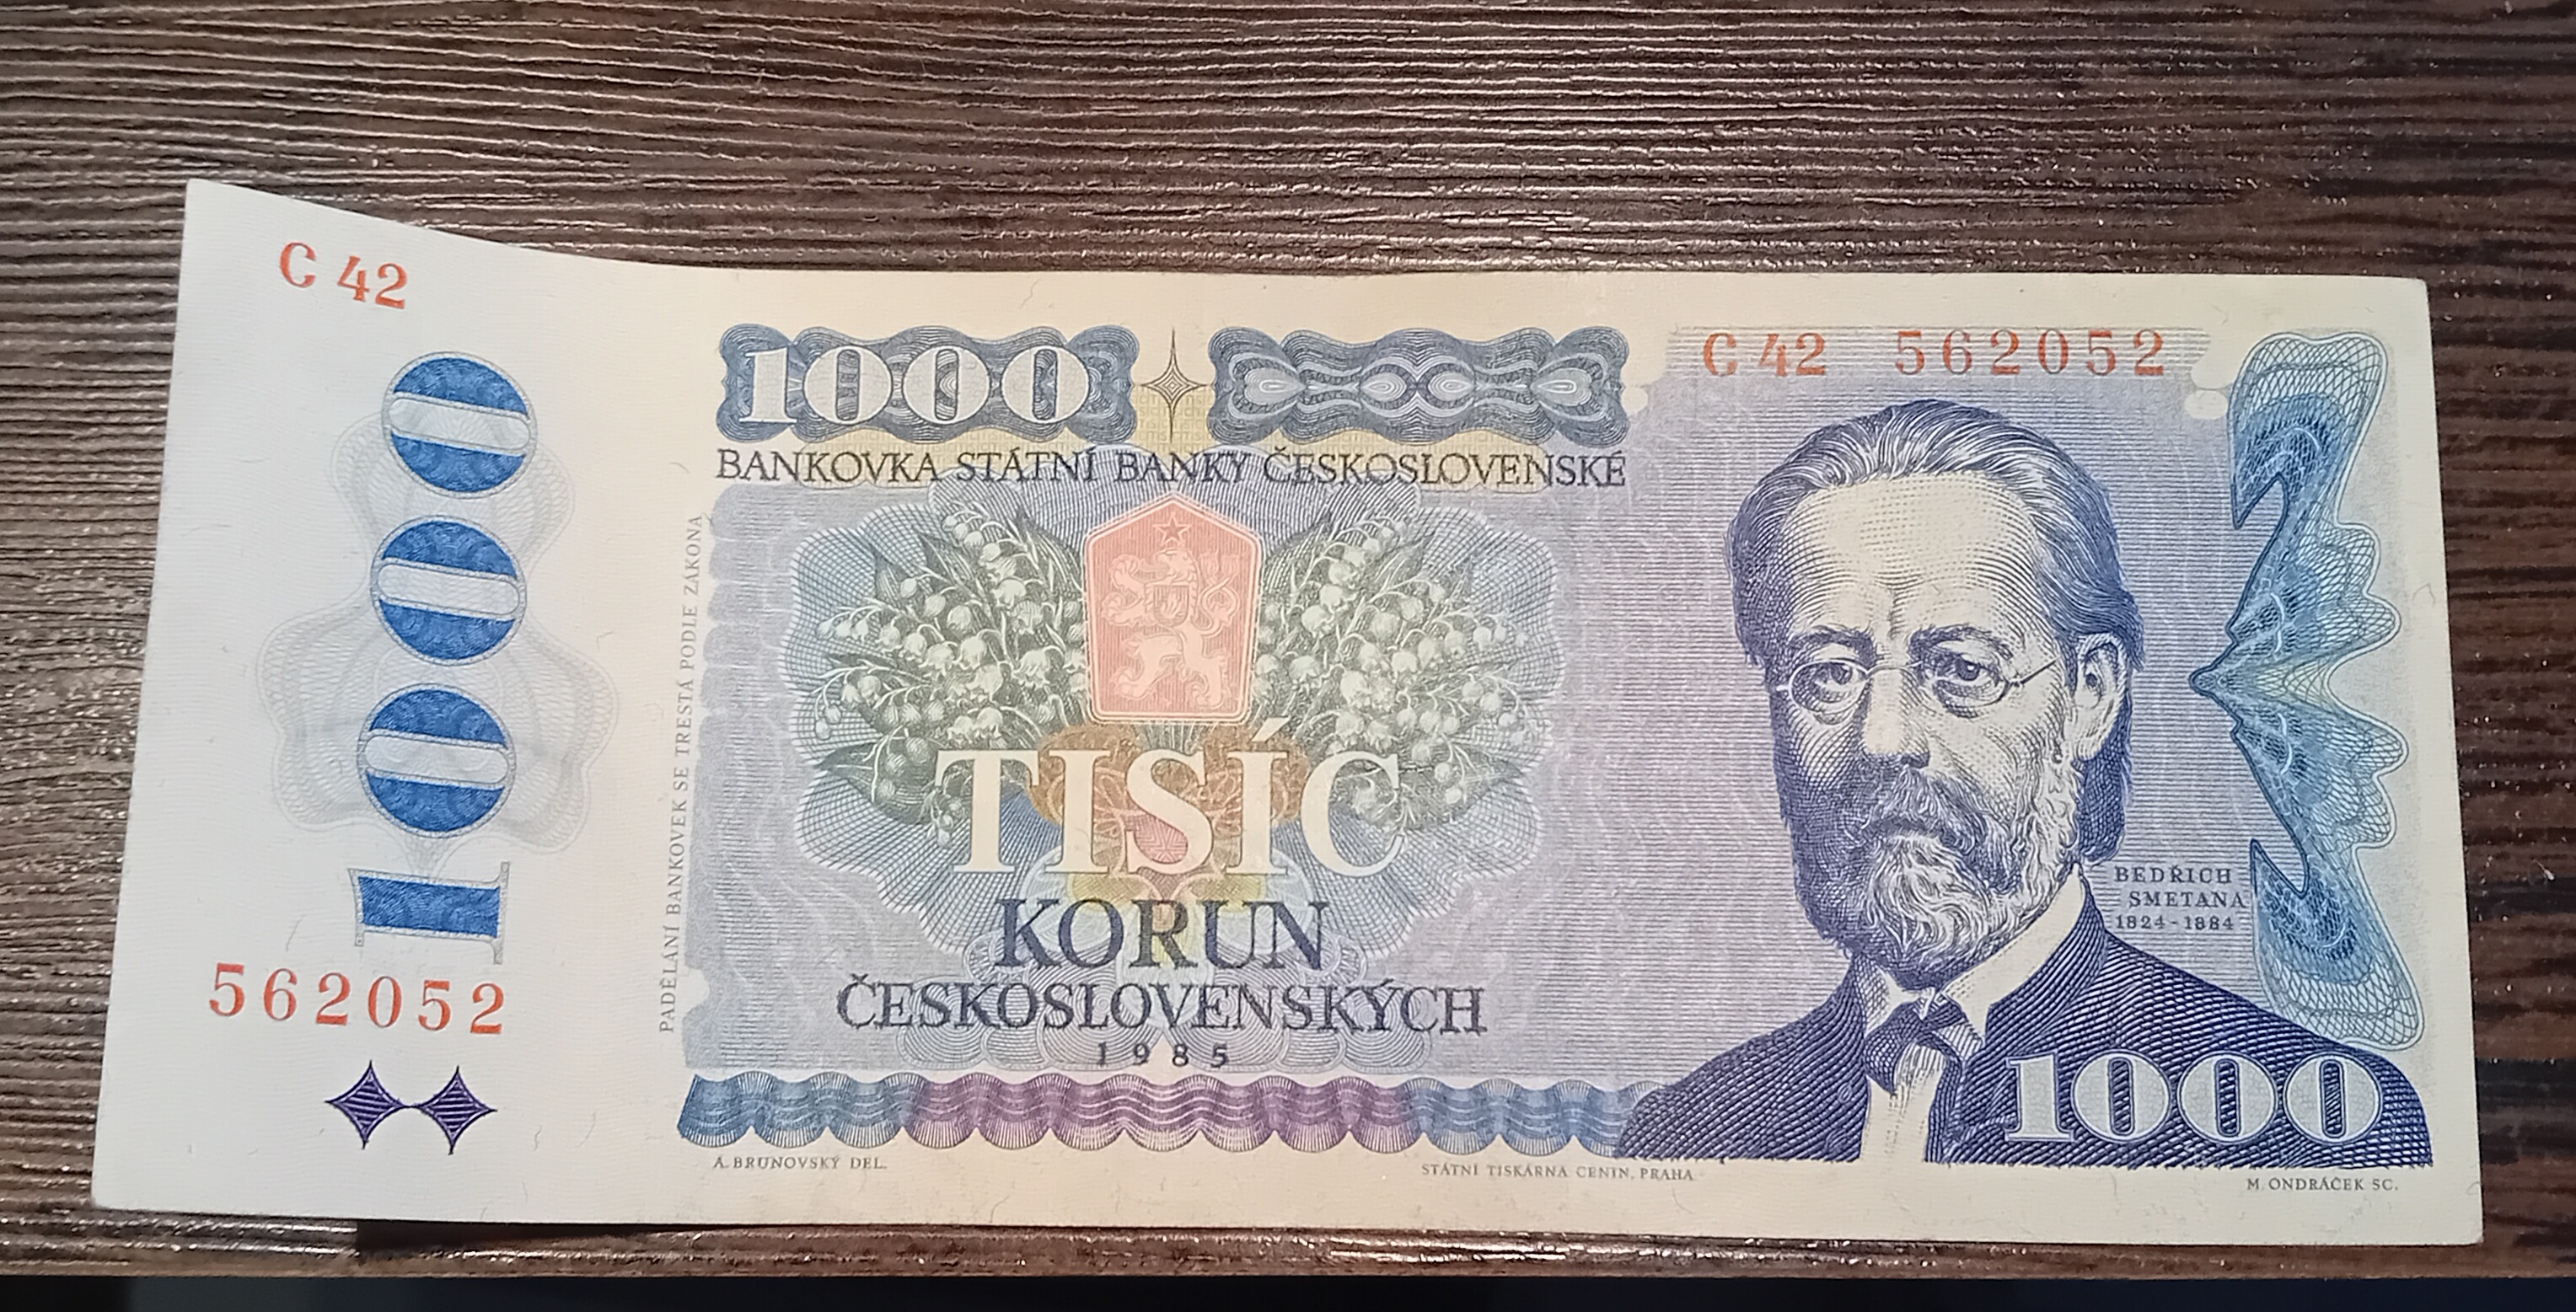 C 42
1000
562052
PADĚLÁNÍ BANKOVEK SE TRESTÁ PODLE ZÁKONA
1000
C 42 562052
BANKOVKA STÁTNÍ BANKY ČESKOSLOVENSKÉ
TISÍC
KORUN
ČESKOSLOVENSKÝCH
1985
BEDŘICH
SMETANA
1824-1884
1000
A. BRUNOVSKÝ DEL.
STÁTNÍ TISKÁRNA CENIN, PRAHA
M. ONDRÁČEK SC.